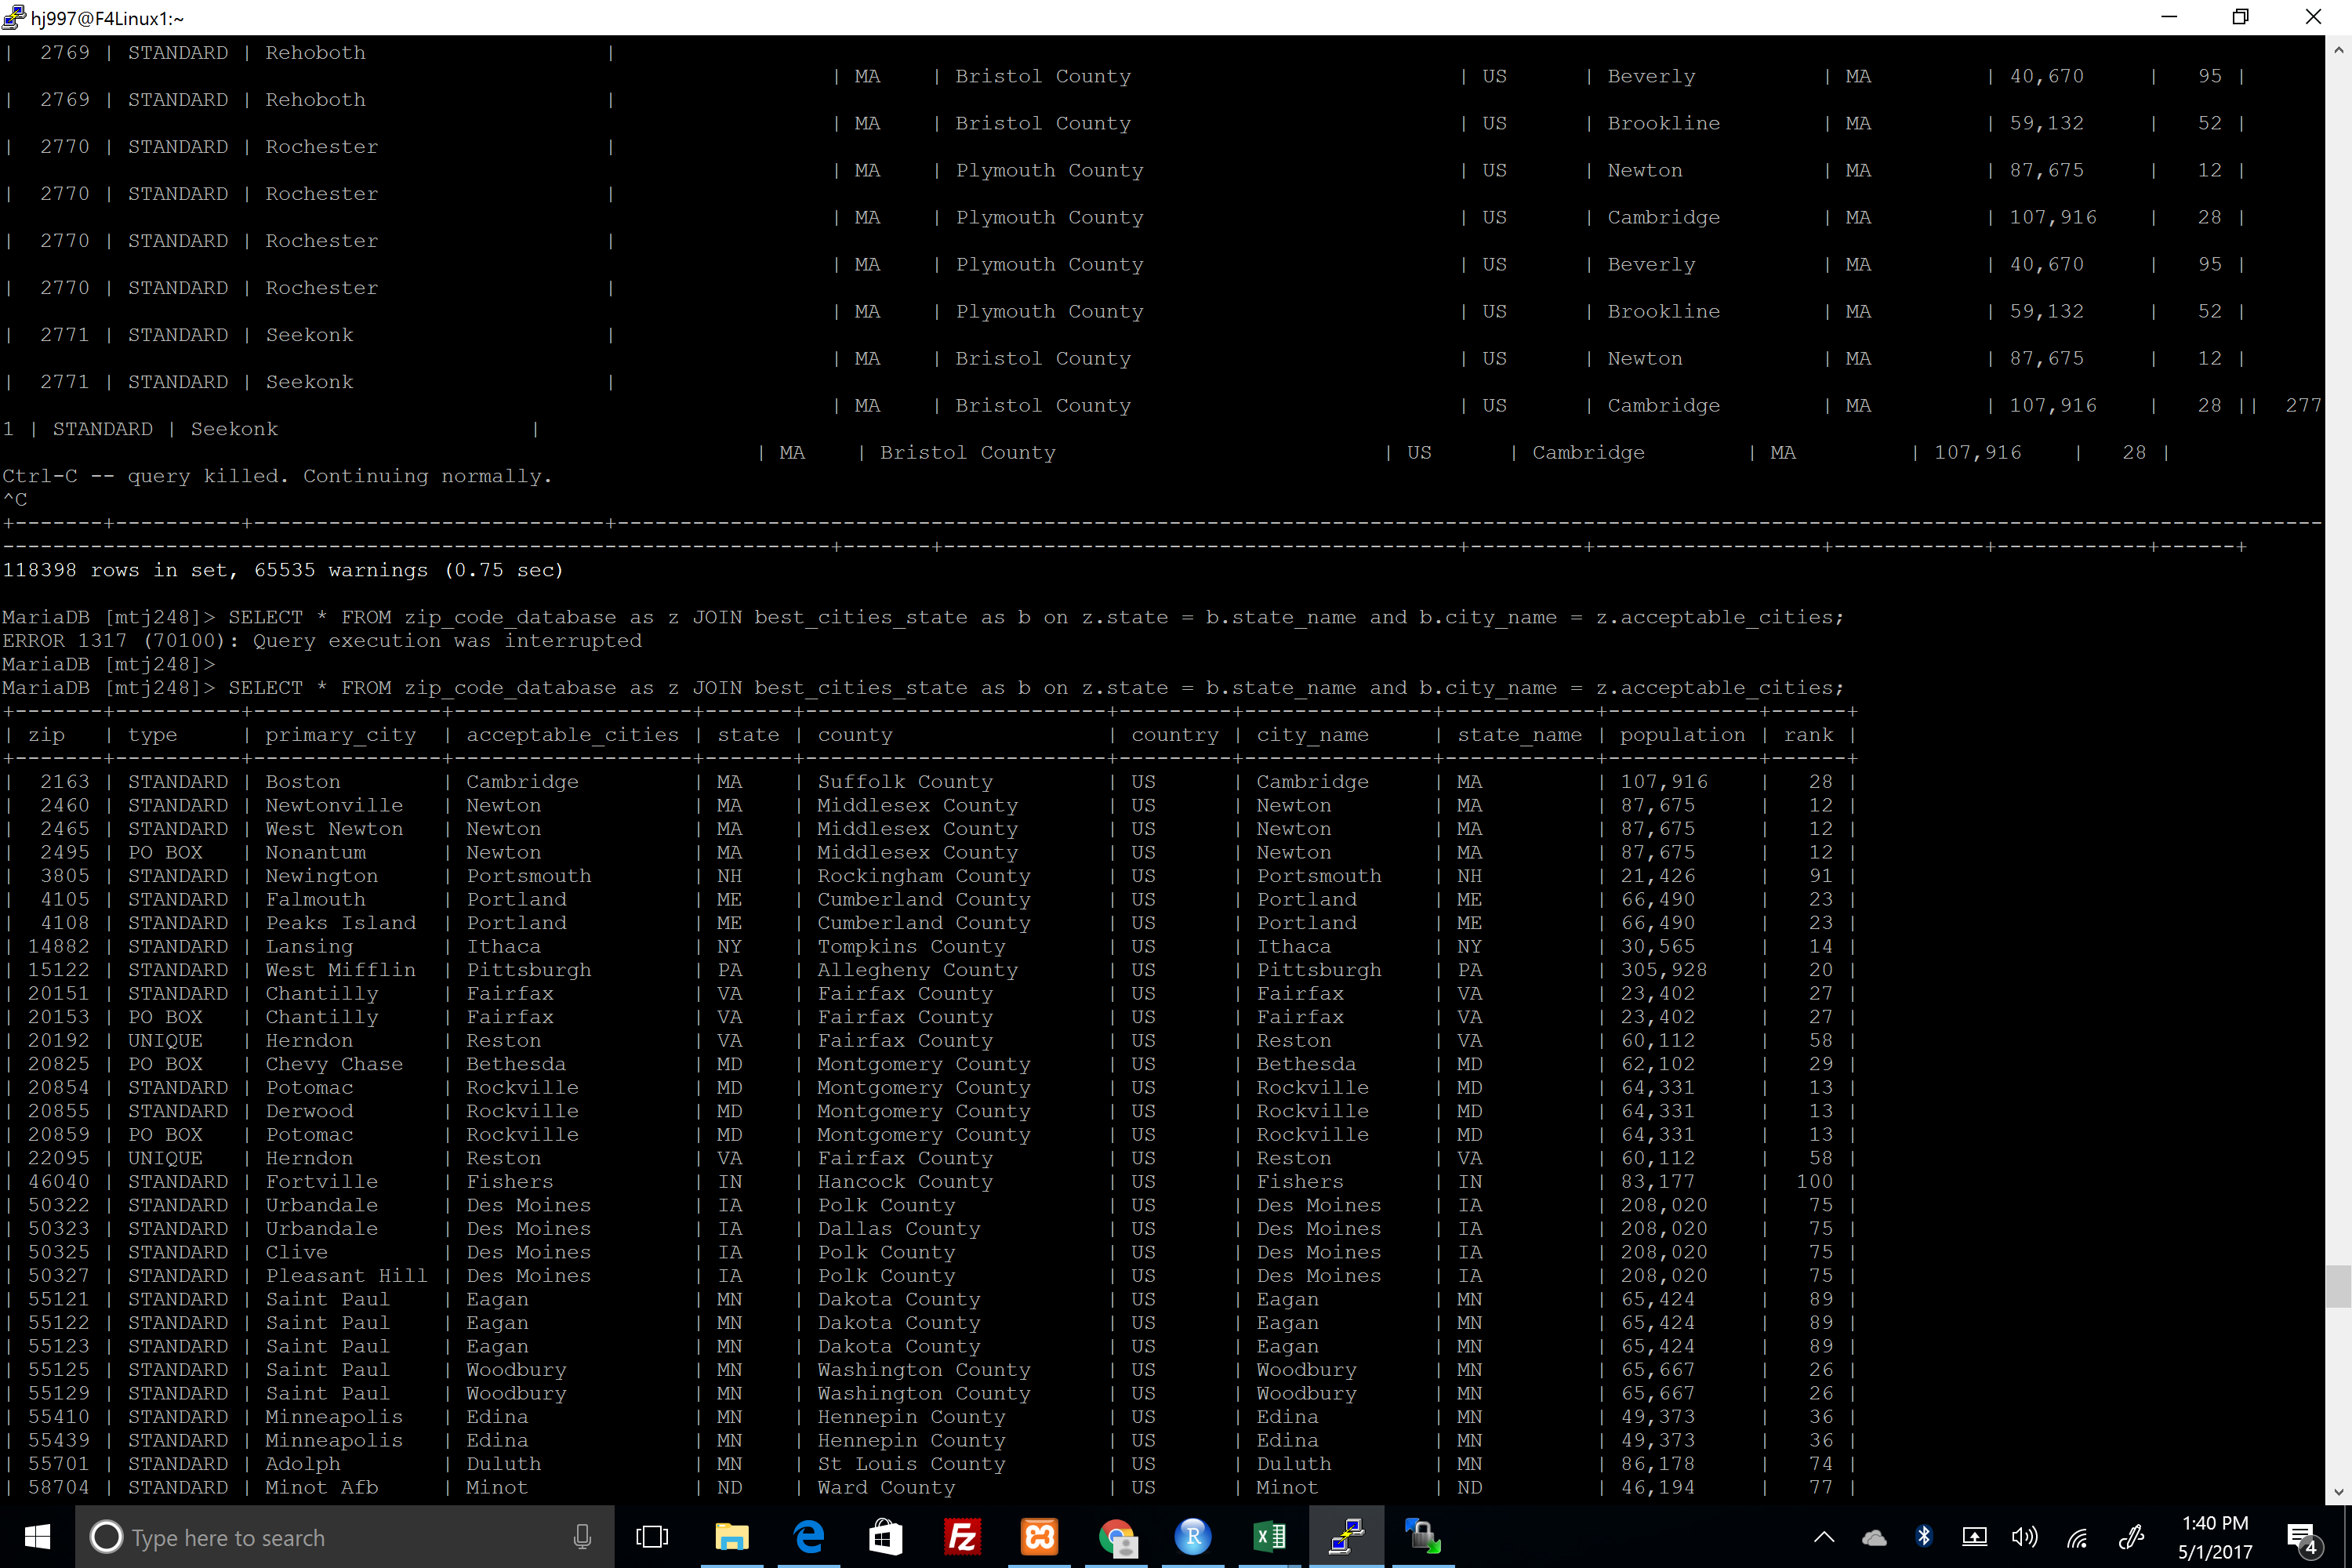 hj997@F4Linux1:~
|  2769 | STANDARD | Rehoboth |
| MA | Bristol County | US | Beverly | MA | 40,670 | 95 |
|  2769 | STANDARD | Rehoboth |
| MA | Bristol County | US | Brookline | MA | 59,132 | 52 |
|  2770 | STANDARD | Rochester |
| MA | Plymouth County | US | Newton | MA | 87,675 | 12 |
|  2770 | STANDARD | Rochester |
| MA | Plymouth County | US | Cambridge | MA | 107,916 | 28 |
|  2770 | STANDARD | Rochester |
| MA | Plymouth County | US | Beverly | MA | 40,670 | 95 |
|  2770 | STANDARD | Rochester |
| MA | Plymouth County | US | Brookline | MA | 59,132 | 52 |
|  2771 | STANDARD | Seekonk |
| MA | Bristol County | US | Newton | MA | 87,675 | 12 |
|  2771 | STANDARD | Seekonk |
| MA | Bristol County | US | Cambridge | MA | 107,916 | 28 ||  277
1 | STANDARD | Seekonk |
| MA | Bristol County | US | Cambridge | MA | 107,916 | 28 |
Ctrl-C -- query killed. Continuing normally.
^C
118398 rows in set, 65535 warnings (0.75 sec)
MariaDB [mtj248]> SELECT * FROM zip_code_database as z JOIN best_cities_state as b on z.state = b.state_name and b.city_name = z.acceptable_cities;
ERROR 1317 (70100): Query execution was interrupted
MariaDB [mtj248]>
MariaDB [mtj248]> SELECT * FROM zip_code_database as z JOIN best_cities_state as b on z.state = b.state_name and b.city_name = z.acceptable_cities;
| zip | type | primary_city | acceptable_cities | state | county | country | city_name | state_name | population | rank |
|  2163 | STANDARD | Boston | Cambridge | MA | Suffolk County | US | Cambridge | MA | 107,916 | 28 |
|  2460 | STANDARD | Newtonville | Newton | MA | Middlesex County | US | Newton | MA | 87,675 | 12 |
|  2465 | STANDARD | West Newton | Newton | MA | Middlesex County | US | Newton | MA | 87,675 | 12 |
|  2495 | PO BOX | Nonantum | Newton | MA | Middlesex County | US | Newton | MA | 87,675 | 12 |
|  3805 | STANDARD | Newington | Portsmouth | NH | Rockingham County | US | Portsmouth | NH | 21,426 | 91 |
|  4105 | STANDARD | Falmouth | Portland | ME | Cumberland County | US | Portland | ME | 66,490 | 23 |
|  4108 | STANDARD | Peaks Island | Portland | ME | Cumberland County | US | Portland | ME | 66,490 | 23 |
| 14882 | STANDARD | Lansing | Ithaca | NY | Tompkins County | US | Ithaca | NY | 30,565 | 14 |
| 15122 | STANDARD | West Mifflin | Pittsburgh | PA | Allegheny County | US | Pittsburgh | PA | 305,928 | 20 |
| 20151 | STANDARD | Chantilly | Fairfax | VA | Fairfax County | US | Fairfax | VA | 23,402 | 27 |
| 20153 | PO BOX | Chantilly | Fairfax | VA | Fairfax County | US | Fairfax | VA | 23,402 | 27 |
| 20192 | UNIQUE | Herndon | Reston | VA | Fairfax County | US | Reston | VA | 60,112 | 58 |
| 20825 | PO BOX | Chevy Chase | Bethesda | MD | Montgomery County | US | Bethesda | MD | 62,102 | 29 |
| 20854 | STANDARD | Potomac | Rockville | MD | Montgomery County | US | Rockville | MD | 64,331 | 13 |
| 20855 | STANDARD | Derwood | Rockville | MD | Montgomery County | US | Rockville | MD | 64,331 | 13 |
| 20859 | PO BOX | Potomac | Rockville | MD | Montgomery County | US | Rockville | MD | 64,331 | 13 |
| 22095 | UNIQUE | Herndon | Reston | VA | Fairfax County | US | Reston | VA | 60,112 | 58 |
| 46040 | STANDARD | Fortville | Fishers | IN | Hancock County | US | Fishers | IN | 83,177 | 100 |
| 50322 | STANDARD | Urbandale | Des Moines | IA | Polk County | US | Des Moines | IA | 208,020 | 75 |
| 50323 | STANDARD | Urbandale | Des Moines | IA | Dallas County | US | Des Moines | IA | 208,020 | 75 |
| 50325 | STANDARD | Clive | Des Moines | IA | Polk County | US | Des Moines | IA | 208,020 | 75 |
| 50327 | STANDARD | Pleasant Hill | Des Moines | IA | Polk County | US | Des Moines | IA | 208,020 | 75 |
| 55121 | STANDARD | Saint Paul | Eagan | MN | Dakota County | US | Eagan | MN | 65,424 | 89 |
| 55122 | STANDARD | Saint Paul | Eagan | MN | Dakota County | US | Eagan | MN | 65,424 | 89 |
| 55123 | STANDARD | Saint Paul | Eagan | MN | Dakota County | US | Eagan | MN | 65,424 | 89 |
| 55125 | STANDARD | Saint Paul | Woodbury | MN | Washington County | US | Woodbury | MN | 65,667 | 26 |
| 55129 | STANDARD | Saint Paul | Woodbury | MN | Washington County | US | Woodbury | MN | 65,667 | 26 |
| 55410 | STANDARD | Minneapolis | Edina | MN | Hennepin County | US | Edina | MN | 49,373 | 36 |
| 55439 | STANDARD | Minneapolis | Edina | MN | Hennepin County | US | Edina | MN | 49,373 | 36 |
| 55701 | STANDARD | Adolph | Duluth | MN | St Louis County | US | Duluth | MN | 86,178 | 74 |
| 58704 | STANDARD | Minot Afb | Minot | ND | Ward County | US | Minot | ND | 46,194 | 77 |
Type here to search
1:40 PM
5/1/2017
4